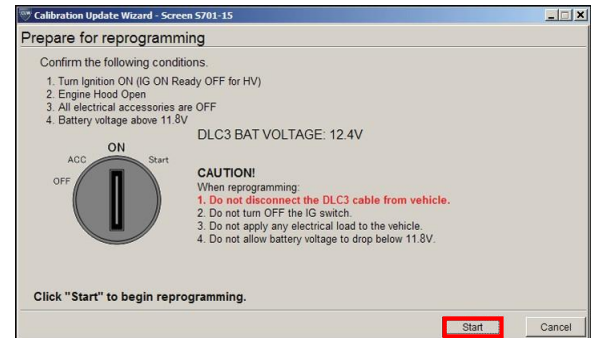 Calibration Update Wizard - Screen S701-15
Prepare for reprogramming
Confirm the following conditions.
1. Turn Ignition ON (IG ON Ready OFF for HV)
2. Engine Hood Open
3. All electrical accessories are OFF
4. Battery voltage above 11.8V
DLC3 BAT VOLTAGE: 12.4V
ON
ACC
Start
OFF
CAUTION!
When reprogramming:
1. Do not disconnect the DLC3 cable from vehicle.
2. Do not turn OFF the IG switch.
3. Do not apply any electrical load to the vehicle.
4. Do not allow battery voltage to drop below 11.8V.
Click "Start" to begin reprogramming.
Start
Cancel